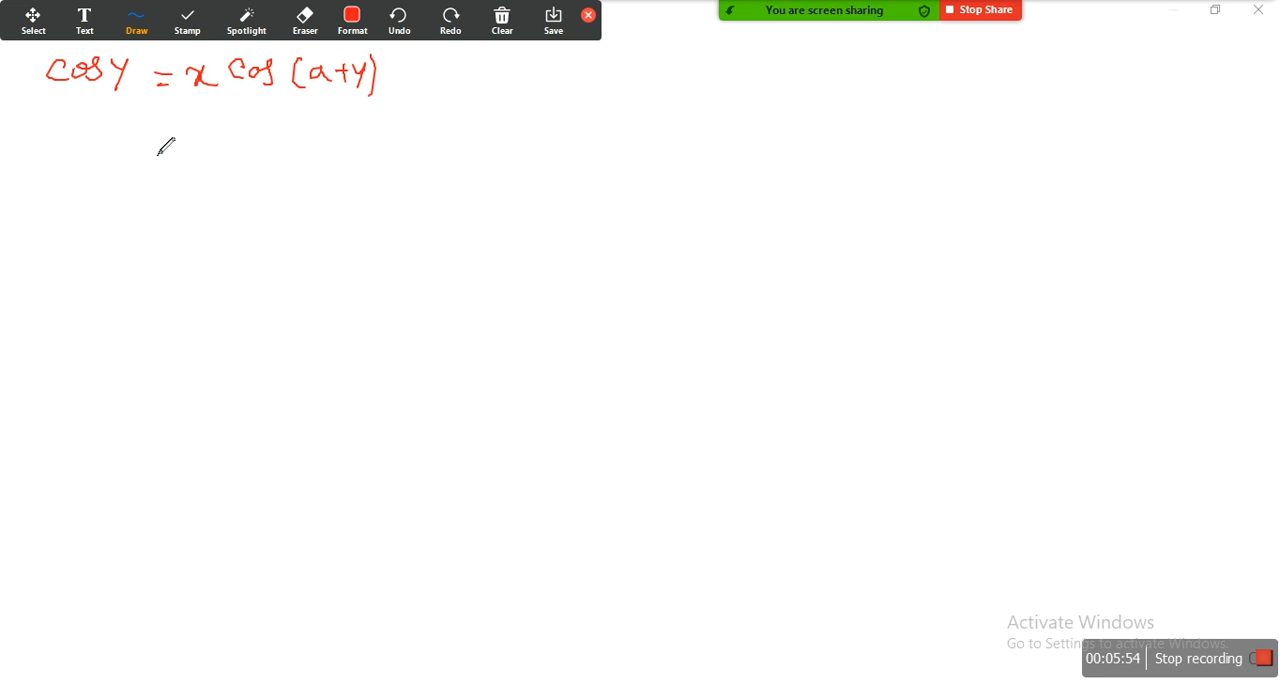 Select Text Draw Stamp Spotlight Eraser Format Undo Redo Clear Save
You are screen sharing Stop Share
Cos y = x Cos (a+y)
Activate Windows
Go to Settings to activate Windows.
00:05:54 Stop recording